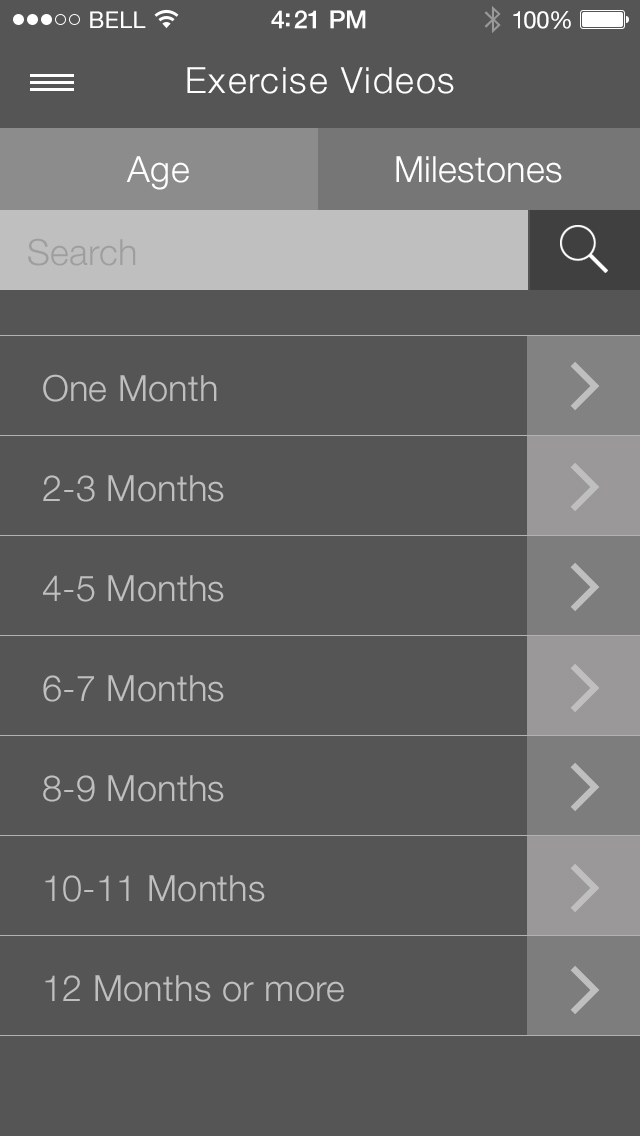 BELL 4:21 PM 100%
Exercise Videos
Age Milestones
Search
One Month
2-3 Months
4-5 Months
6-7 Months
8-9 Months
10-11 Months
12 Months or more